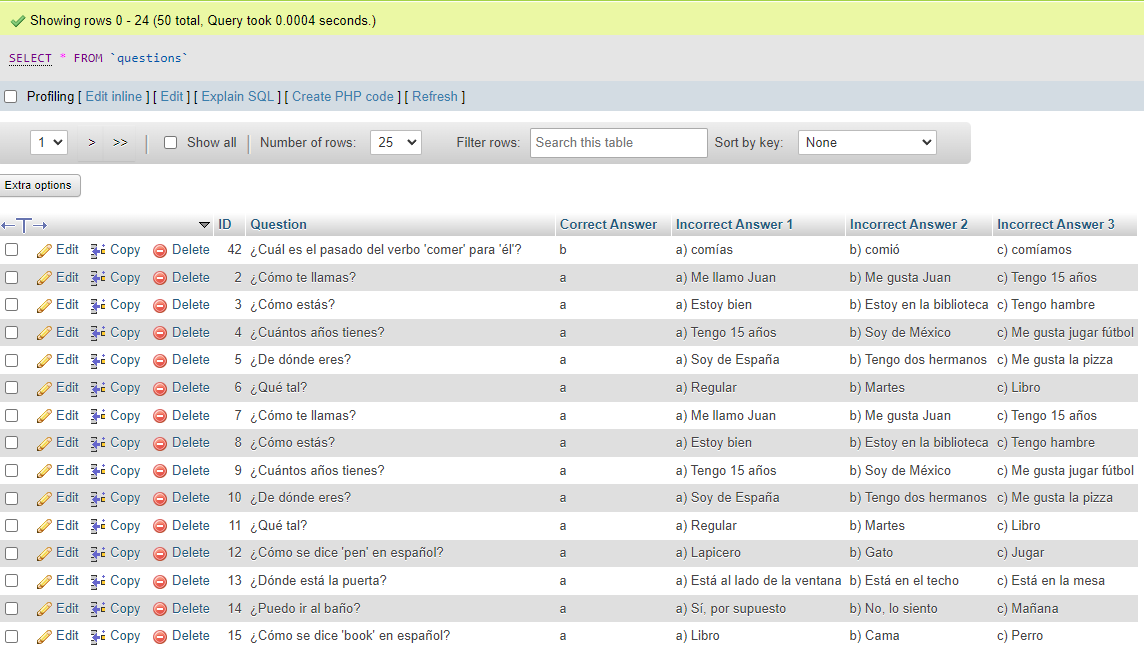 Showing rows 0 - 24 (50 total, Query took 0.0004 seconds.)
SELECT * FROM `questions`
Profiling [ Edit inline ] [ Edit ] [ Explain SQL ] [ Create PHP code ] [ Refresh ]
1 > >> Show all Number of rows: 25 Filter rows: Search this table Sort by key: None
Extra options
ID Question Correct Answer Incorrect Answer 1 Incorrect Answer 2 Incorrect Answer 3
Edit Copy Delete 42 ¿Cuál es el pasado del verbo 'comer' para 'él'? b a) comías b) comió c) comíamos
Edit Copy Delete 2 ¿Cómo te llamas? a a) Me llamo Juan b) Me gusta Juan c) Tengo 15 años
Edit Copy Delete 3 ¿Cómo estás? a a) Estoy bien b) Estoy en la biblioteca c) Tengo hambre
Edit Copy Delete 4 ¿Cuántos años tienes? a a) Tengo 15 años b) Soy de México c) Me gusta jugar fútbol
Edit Copy Delete 5 ¿De dónde eres? a a) Soy de España b) Tengo dos hermanos c) Me gusta la pizza
Edit Copy Delete 6 ¿Qué tal? a a) Regular b) Martes c) Libro
Edit Copy Delete 7 ¿Cómo te llamas? a a) Me llamo Juan b) Me gusta Juan c) Tengo 15 años
Edit Copy Delete 8 ¿Cómo estás? a a) Estoy bien b) Estoy en la biblioteca c) Tengo hambre
Edit Copy Delete 9 ¿Cuántos años tienes? a a) Tengo 15 años b) Soy de México c) Me gusta jugar fútbol
Edit Copy Delete 10 ¿De dónde eres? a a) Soy de España b) Tengo dos hermanos c) Me gusta la pizza
Edit Copy Delete 11 ¿Qué tal? a a) Regular b) Martes c) Libro
Edit Copy Delete 12 ¿Cómo se dice 'pen' en español? a a) Lapicero b) Gato c) Jugar
Edit Copy Delete 13 ¿Dónde está la puerta? a a) Está al lado de la ventana b) Está en el techo c) Está en la mesa
Edit Copy Delete 14 ¿Puedo ir al baño? a a) Sí, por supuesto b) No, lo siento c) Mañana
Edit Copy Delete 15 ¿Cómo se dice 'book' en español? a a) Libro b) Cama c) Perro